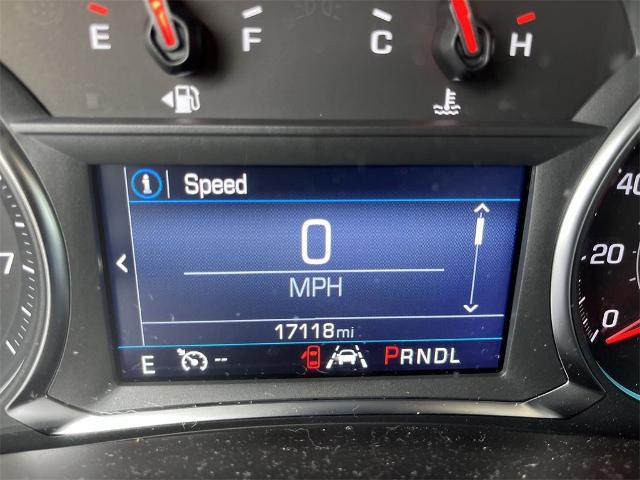 E F C H
Speed
0
MPH
17118mi
E -- PRNDL
7
40
20
0